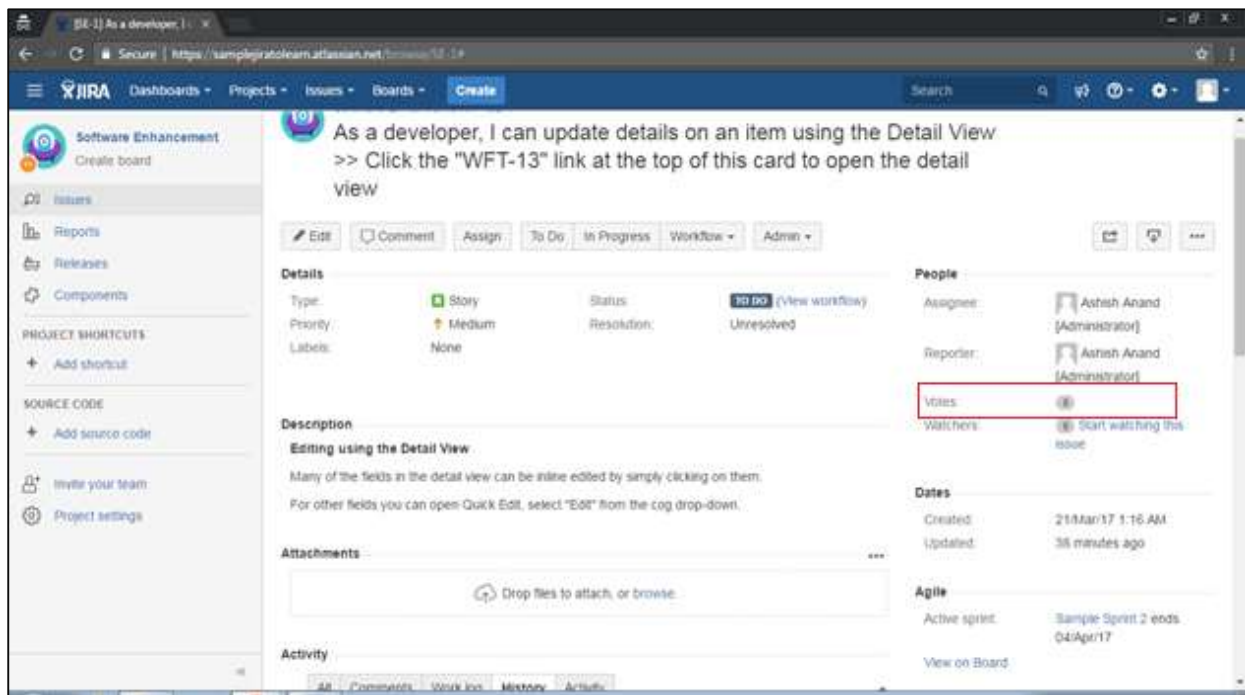 [SE-1] As a developer, I c
Secure | https://samplejiratolearn.atlassian.net/browse/SE-1#
JIRA Dashboards Projects Issues Boards Create Search
Software Enhancement
Create board
Issues
Reports
Releases
Components
PROJECT SHORTCUTS
+ Add shortcut
SOURCE CODE
+ Add source code
Invite your team
Project settings
As a developer, I can update details on an item using the Detail View
>> Click the "WFT-13" link at the top of this card to open the detail
view
Edit Comment Assign To Do In Progress Workflow Admin
Details
Type: Story Status: TO DO (View workflow)
Priority: Medium Resolution: Unresolved
Labels: None
Description
Editing using the Detail View
Many of the fields in the detail view can be inline edited by simply clicking on them.
For other fields you can open Quick Edit, select "Edit" from the cog drop-down.
Attachments
Drop files to attach, or browse.
Activity
All Comments Work log History Activity
People
Assignee: Ashish Anand
[Administrator]
Reporter: Ashish Anand
[Administrator]
Votes:
Watchers: Start watching this
issue
Dates
Created: 21/Mar/17 1:16 AM
Updated: 38 minutes ago
Agile
Active sprint: Sample Sprint 2 ends
04/Apr/17
View on Board